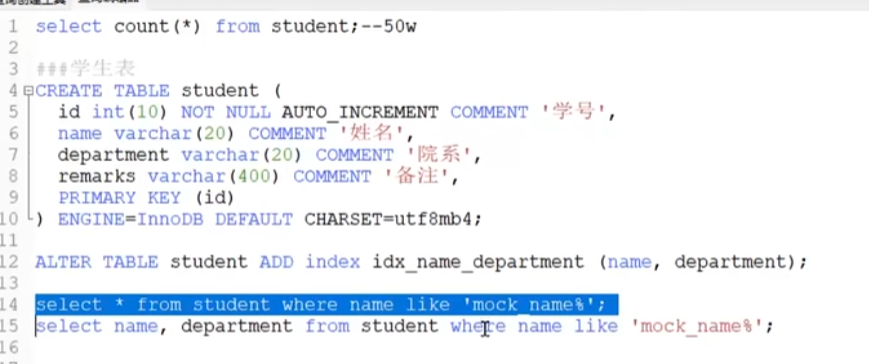 1 select count(*) from student;--50w
2
3 ###学生表
4 CREATE TABLE student (
5 id int(10) NOT NULL AUTO_INCREMENT COMMENT '学号',
6 name varchar(20) COMMENT '姓名',
7 department varchar(20) COMMENT '院系',
8 remarks varchar(400) COMMENT '备注',
9 PRIMARY KEY (id)
10 ) ENGINE=InnoDB DEFAULT CHARSET=utf8mb4;
11
12 ALTER TABLE student ADD index idx_name_department (name, department);
13
14 select * from student where name like 'mock_name%';
15 select name, department from student where name like 'mock_name%';
16